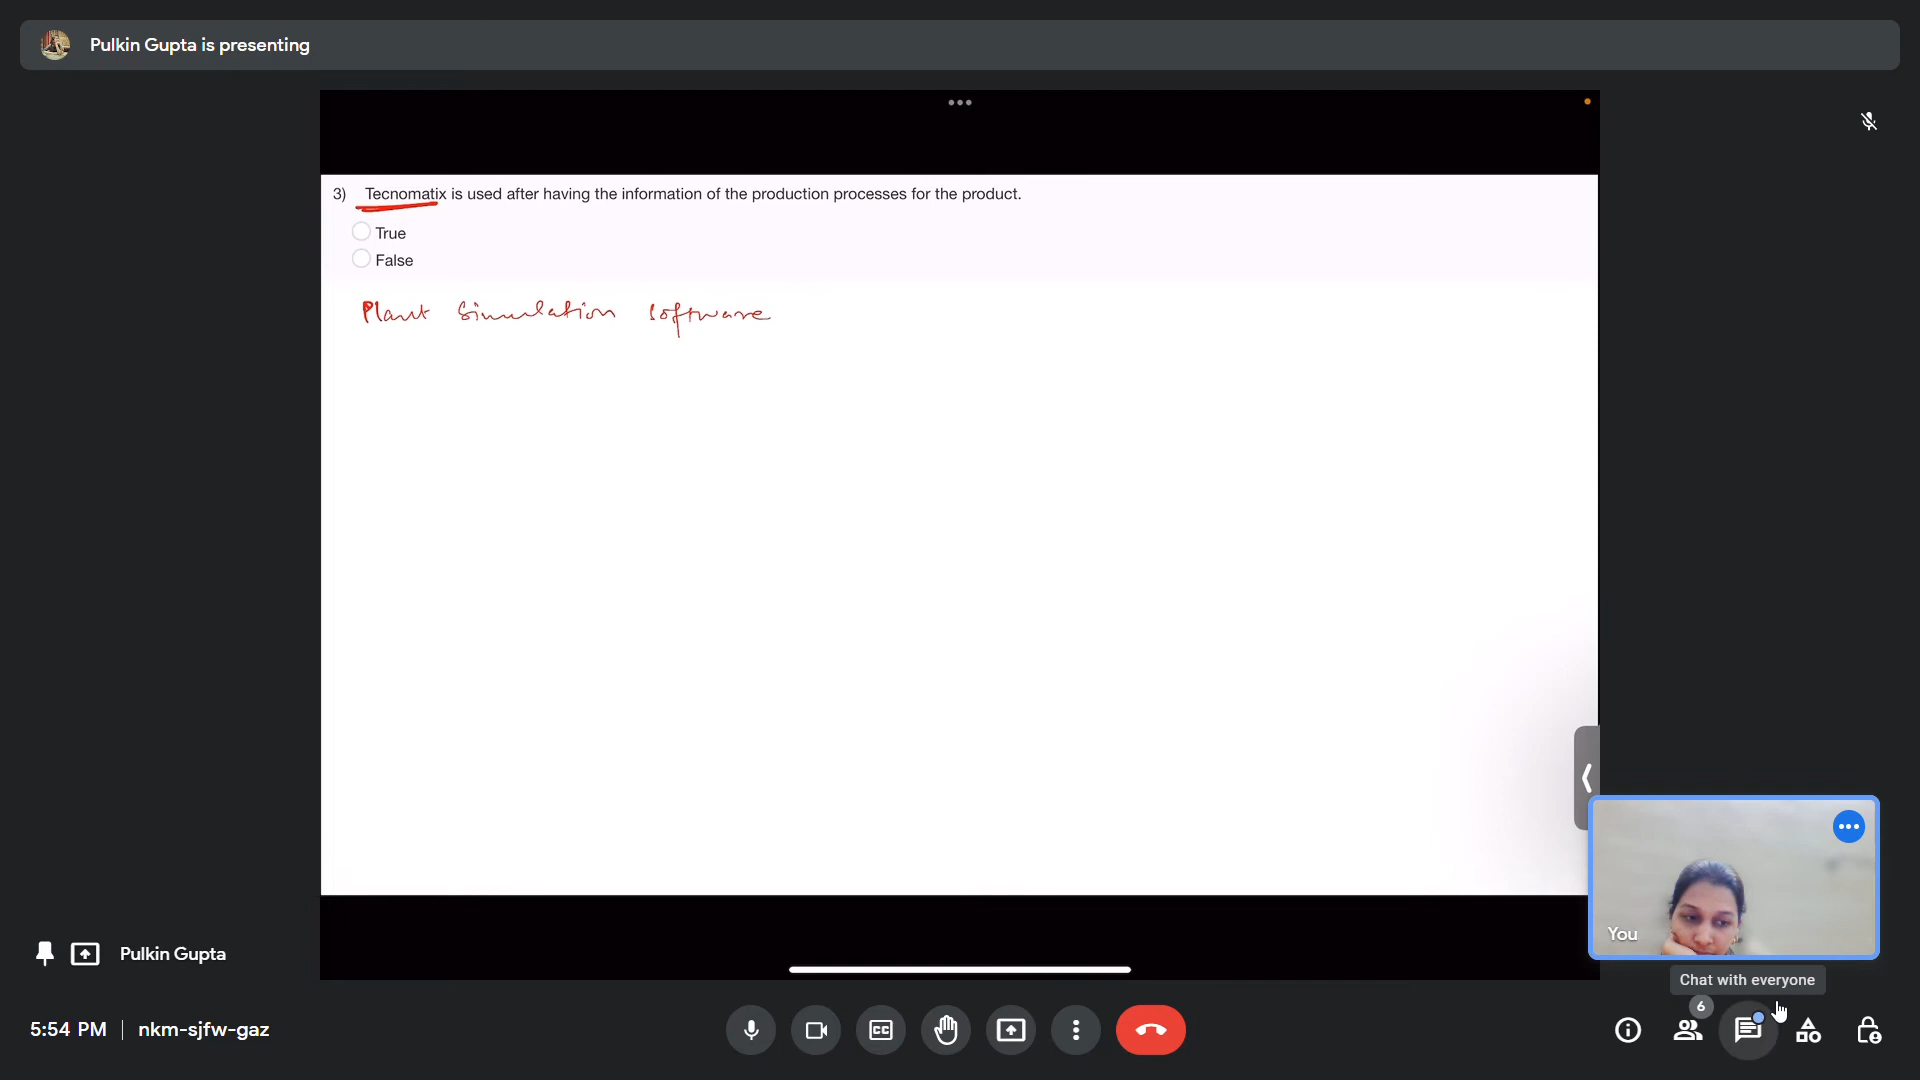 Pulkin Gupta is presenting
3) Tecnomatix is used after having the information of the production processes for the product.
True
False
Plant Simulation software
You
Pulkin Gupta
Chat with everyone
6
5:54 PM | nkm-sjfw-gaz
CC